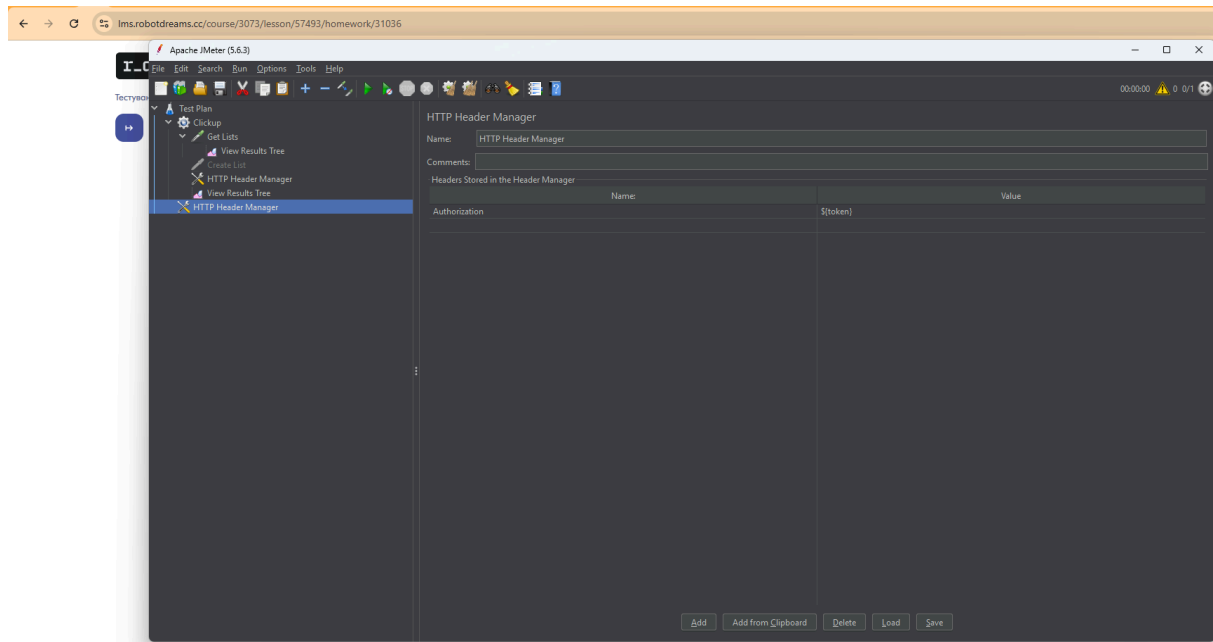 lms.robotdreams.cc/course/3073/lesson/57493/homework/31036
Apache JMeter (5.6.3)
File Edit Search Run Options Tools Help
00:00:00 0 0/1
Тестува
Test Plan
Clickup
Get Lists
View Results Tree
Create List
HTTP Header Manager
View Results Tree
HTTP Header Manager
HTTP Header Manager
Name: HTTP Header Manager
Comments:
Headers Stored in the Header Manager
Name: Value
Authorization ${token}
Add Add from Clipboard Delete Load Save